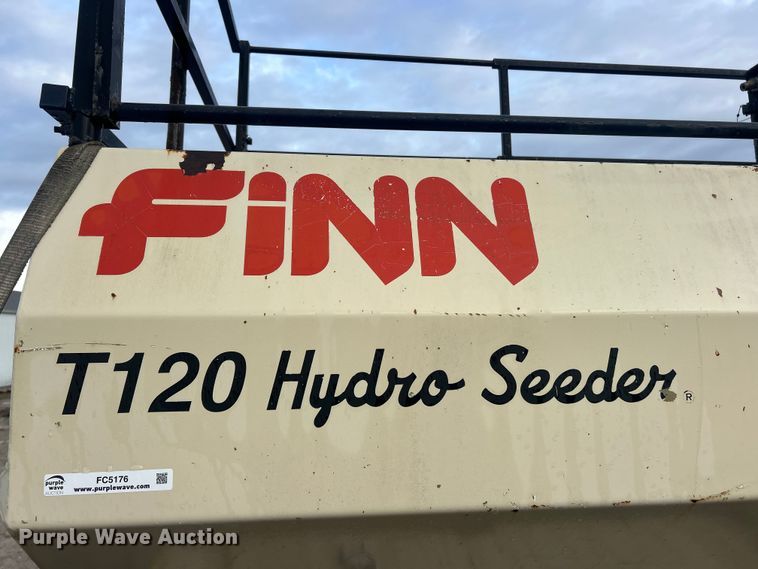 FiNN
T120 Hydro Seeder ®
purple wave AUCTION
FC5176
www.purplewave.com
Purple Wave Auction